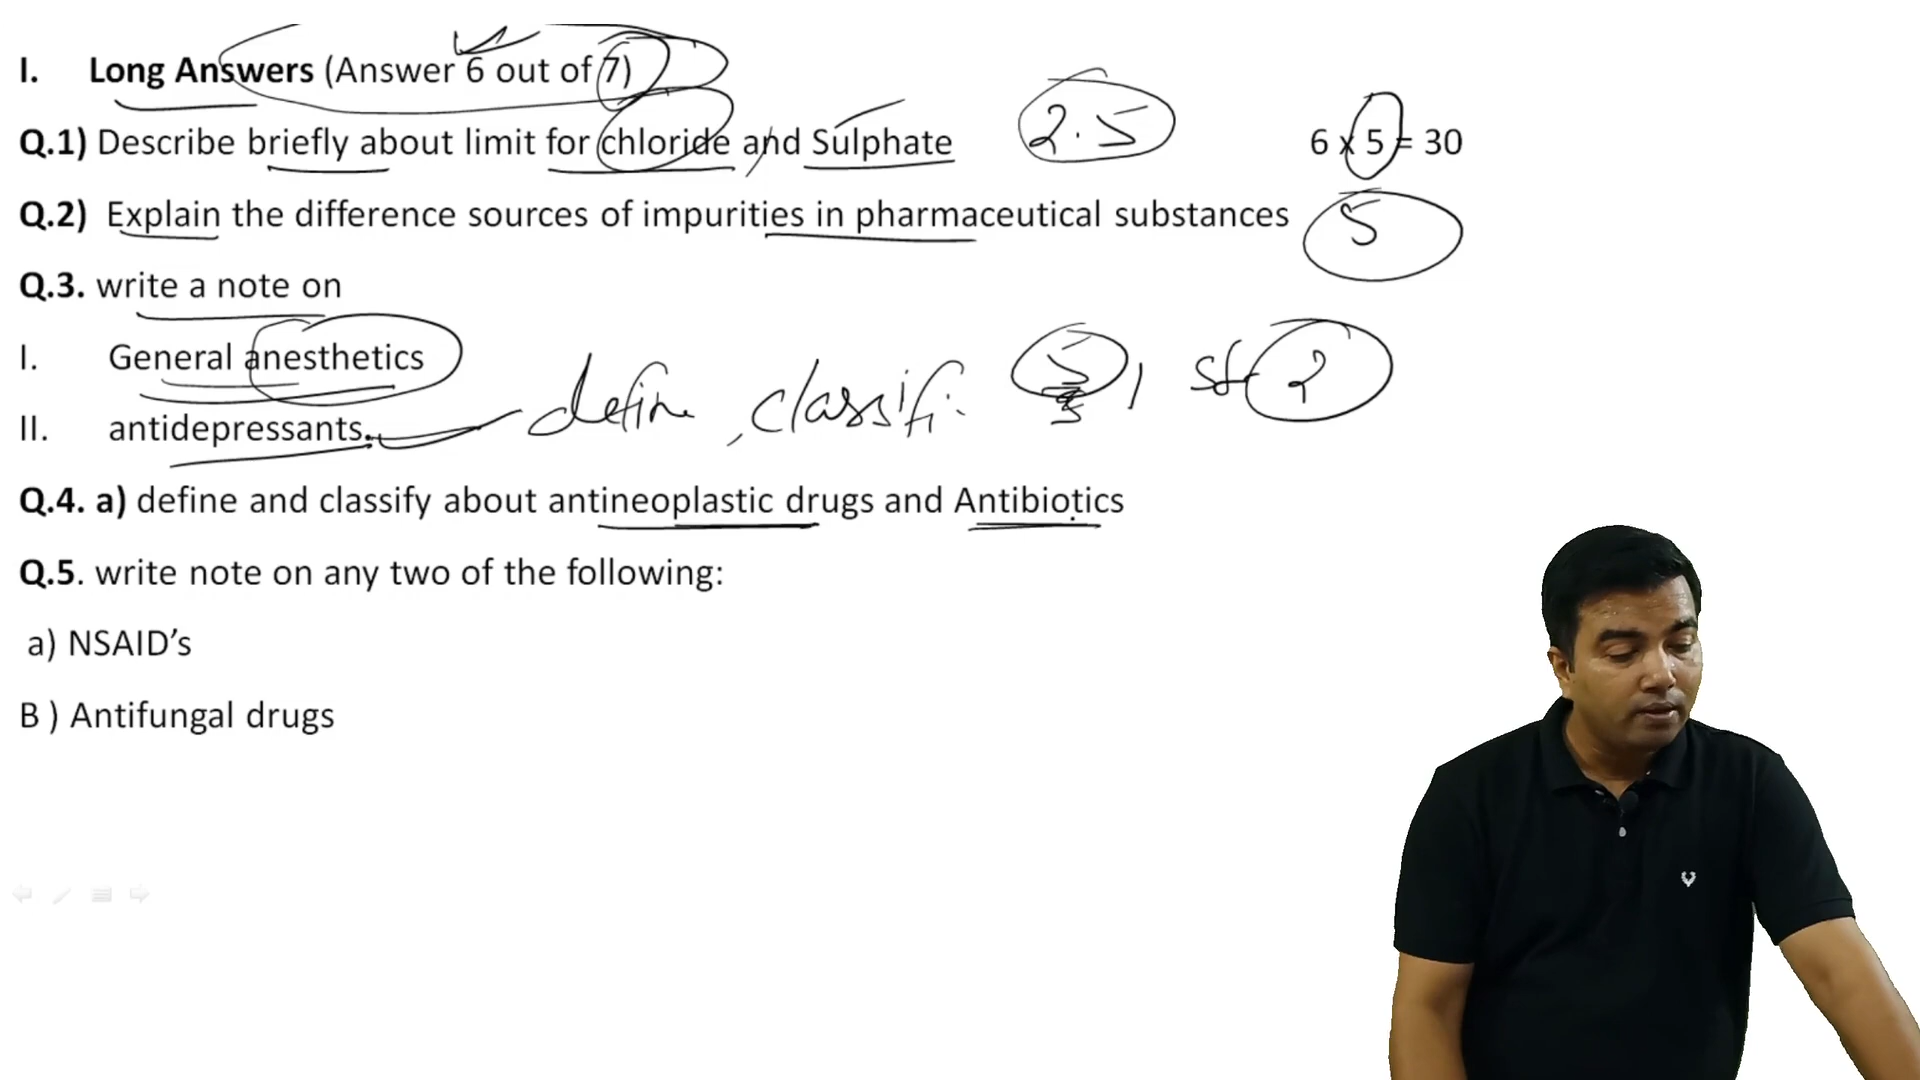 I. Long Answers (Answer 6 out of 7)
Q.1) Describe briefly about limit for chloride and Sulphate 2.5 6 x 5 = 30
Q.2) Explain the difference sources of impurities in pharmaceutical substances 5
Q.3. write a note on
I. General anesthetics
II. antidepressants. define, classifi. 5, st 2
Q.4. a) define and classify about antineoplastic drugs and Antibiotics
Q.5. write note on any two of the following:
a) NSAID's
B ) Antifungal drugs